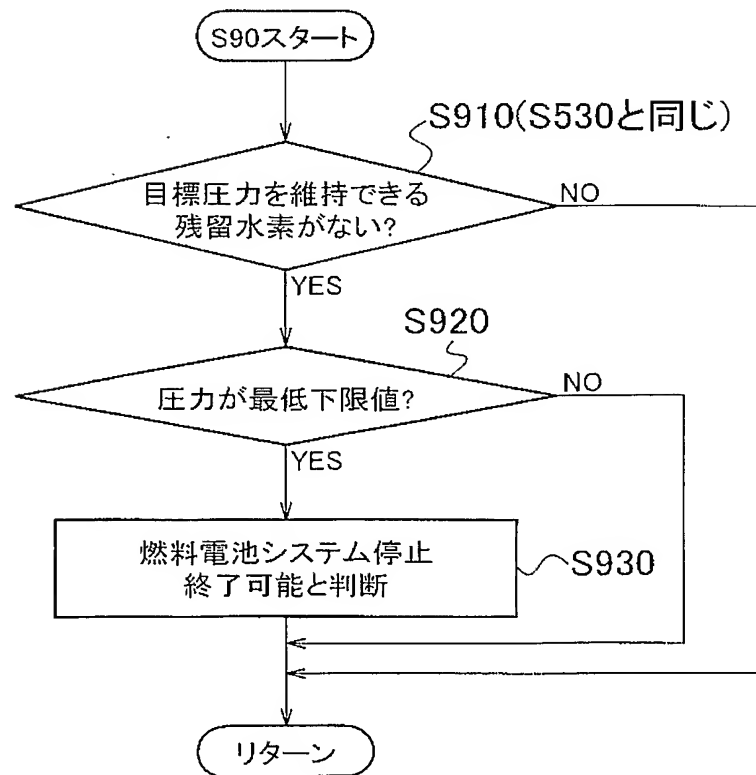 S90スタート
S910(S530と同じ)
目標圧力を維持できる
残留水素がない?
NO
YES
S920
圧力が最低下限値?
NO
YES
燃料電池システム停止
終了可能と判断
S930
リターン